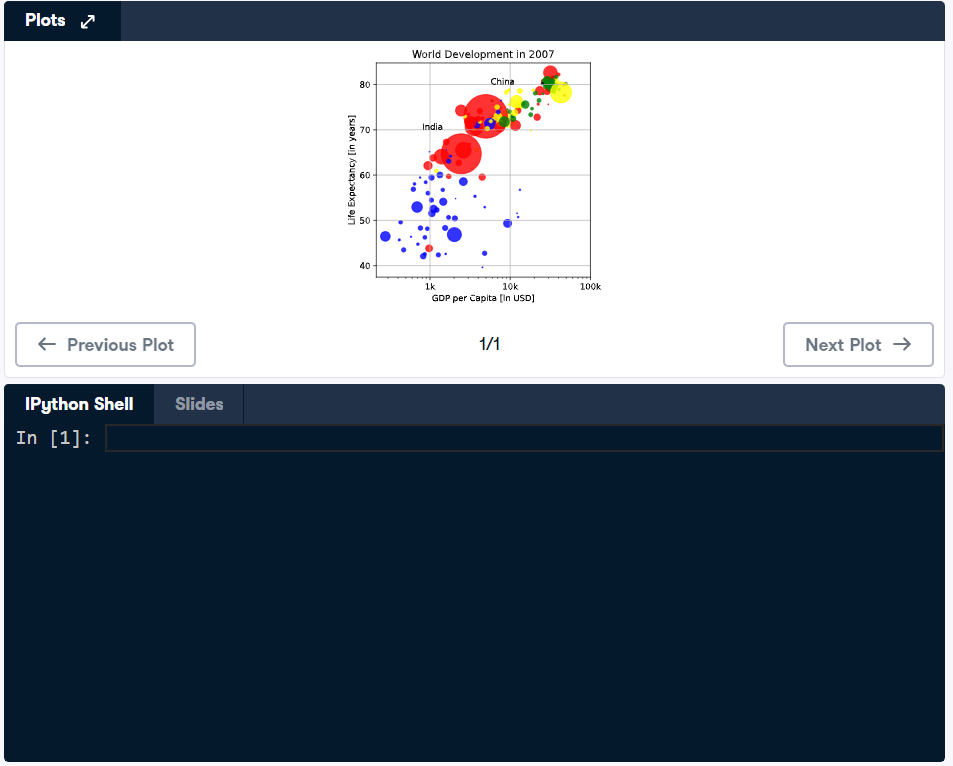 Plots
World Development in 2007
China
India
80
70
60
50
40
Life Expectancy [in years]
1k
10k
100k
GDP per Capita [in USD]
← Previous Plot
1/1
Next Plot →
IPython Shell
Slides
In [1]: